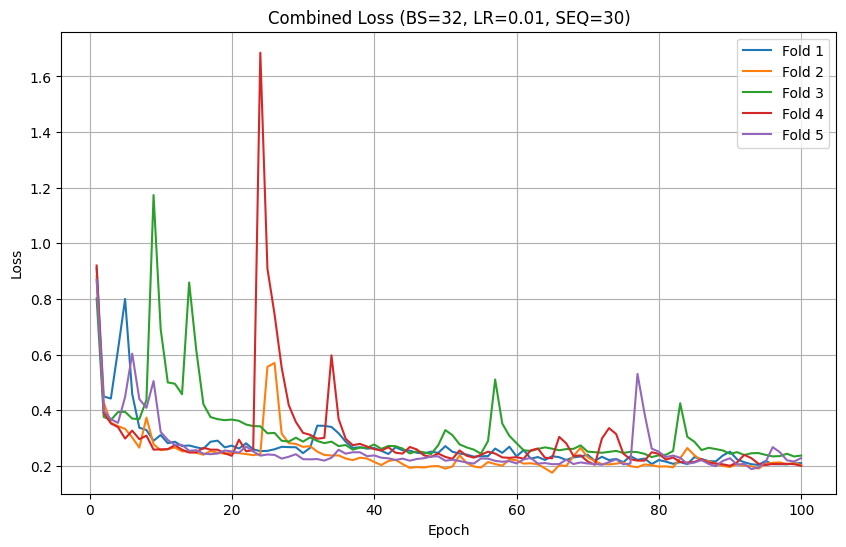 Combined Loss (BS=32, LR=0.01, SEQ=30)
Fold 1
Fold 2
Fold 3
Fold 4
Fold 5
1.6
1.4
1.2
1.0
0.8
0.6
0.4
0.2
Loss
0 20 40 60 80 100
Epoch